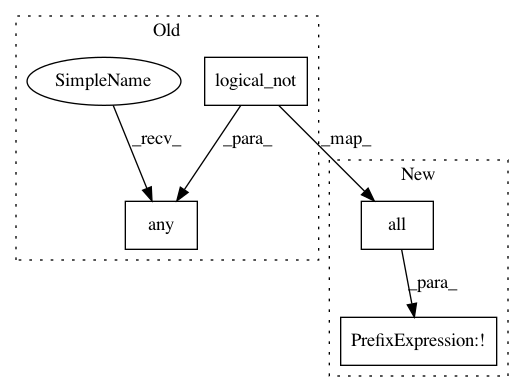 Old
SimpleName
logical_not
_recv_
_para_
_map_
New
any
all
_para_
PrefixExpression:!